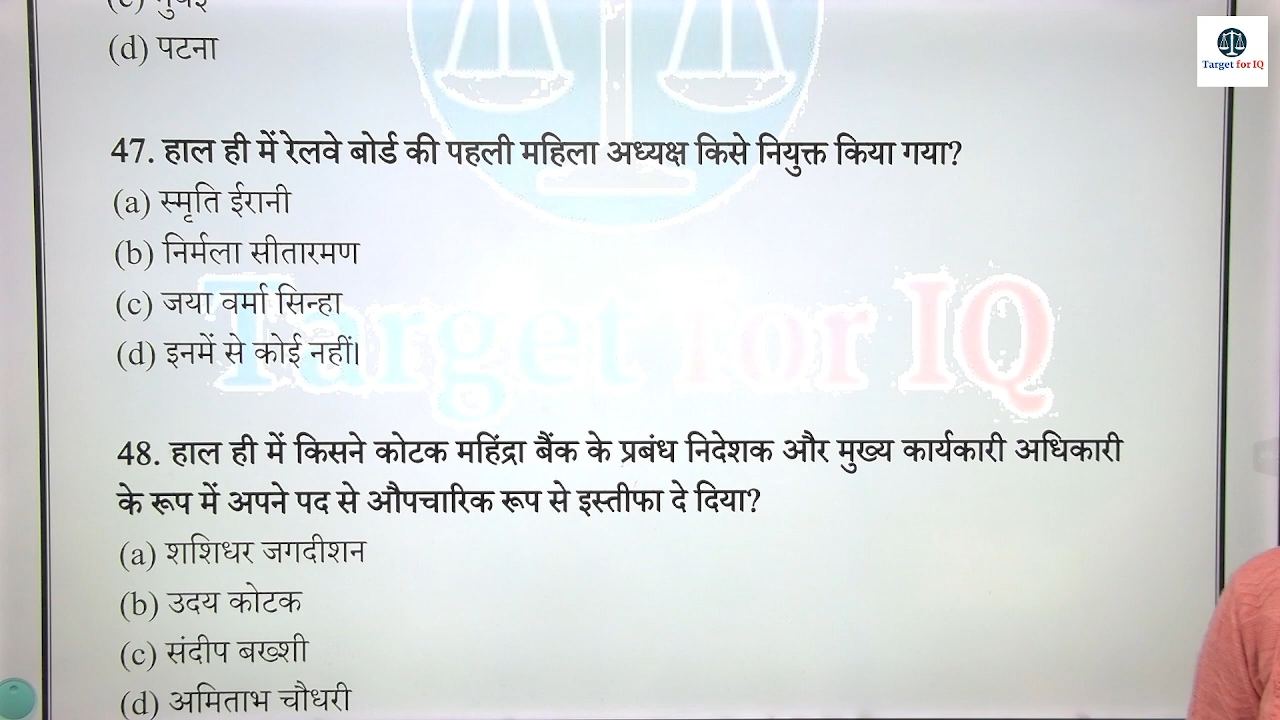 (d) पटना
Target for IQ
47. हाल ही में रेलवे बोर्ड की पहली महिला अध्यक्ष किसे नियुक्त किया गया?
(a) स्मृति ईरानी
(b) निर्मला सीतारमण
(c) जया वर्मा सिन्हा
(d) इनमें से कोई नहीं।
Target for IQ
48. हाल ही में किसने कोटक महिंद्रा बैंक के प्रबंध निदेशक और मुख्य कार्यकारी अधिकारी
के रूप में अपने पद से औपचारिक रूप से इस्तीफा दे दिया?
(a) शशिधर जगदीशन
(b) उदय कोटक
(c) संदीप बख्शी
(d) अमिताभ चौधरी